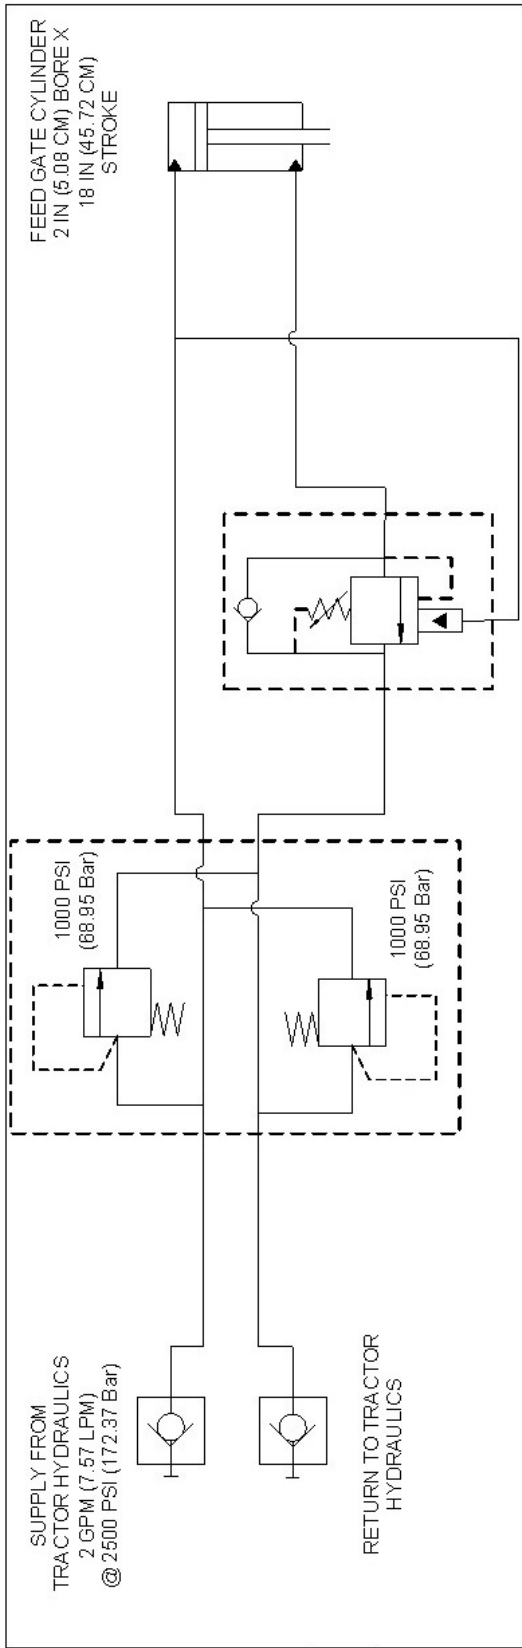 SUPPLY FROM
TRACTOR HYDRAULICS
2 GPM (7.57 LPM)
@ 2500 PSI (172.37 Bar)
RETURN TO TRACTOR
HYDRAULICS
1000 PSI
(68.95 Bar)
1000 PSI
(68.95 Bar)
FEED GATE CYLINDER
2 IN (5.08 CM) BORE X
18 IN (45.72 CM)
STROKE